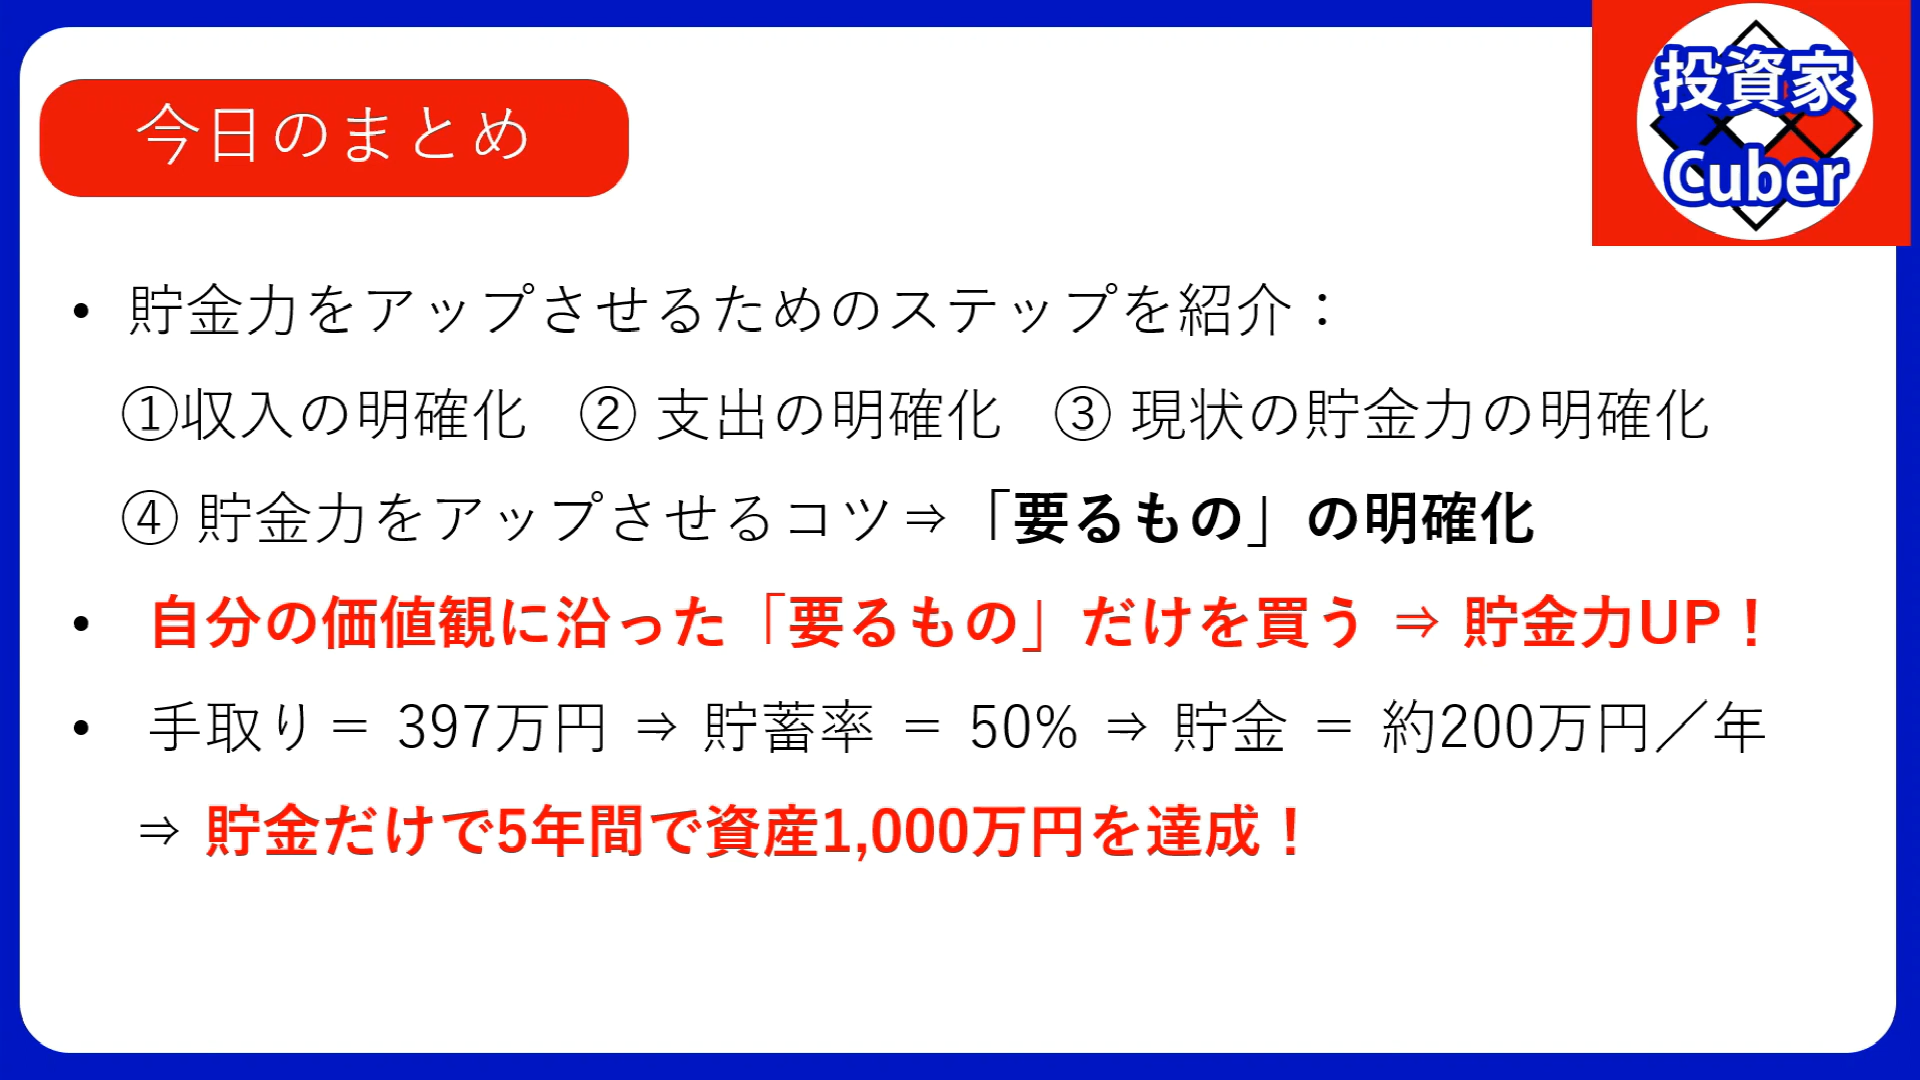 今日のまとめ
投資家
Cuber
• 貯金力をアップさせるためのステップを紹介：
①収入の明確化 ② 支出の明確化 ③ 現状の貯金力の明確化
④ 貯金力をアップさせるコツ⇒「要るもの」の明確化
• 自分の価値観に沿った「要るもの」だけを買う ⇒ 貯金力UP！
• 手取り＝ 397万円 ⇒ 貯蓄率 ＝ 50% ⇒ 貯金 ＝ 約200万円／年
⇒ 貯金だけで5年間で資産1,000万円を達成！